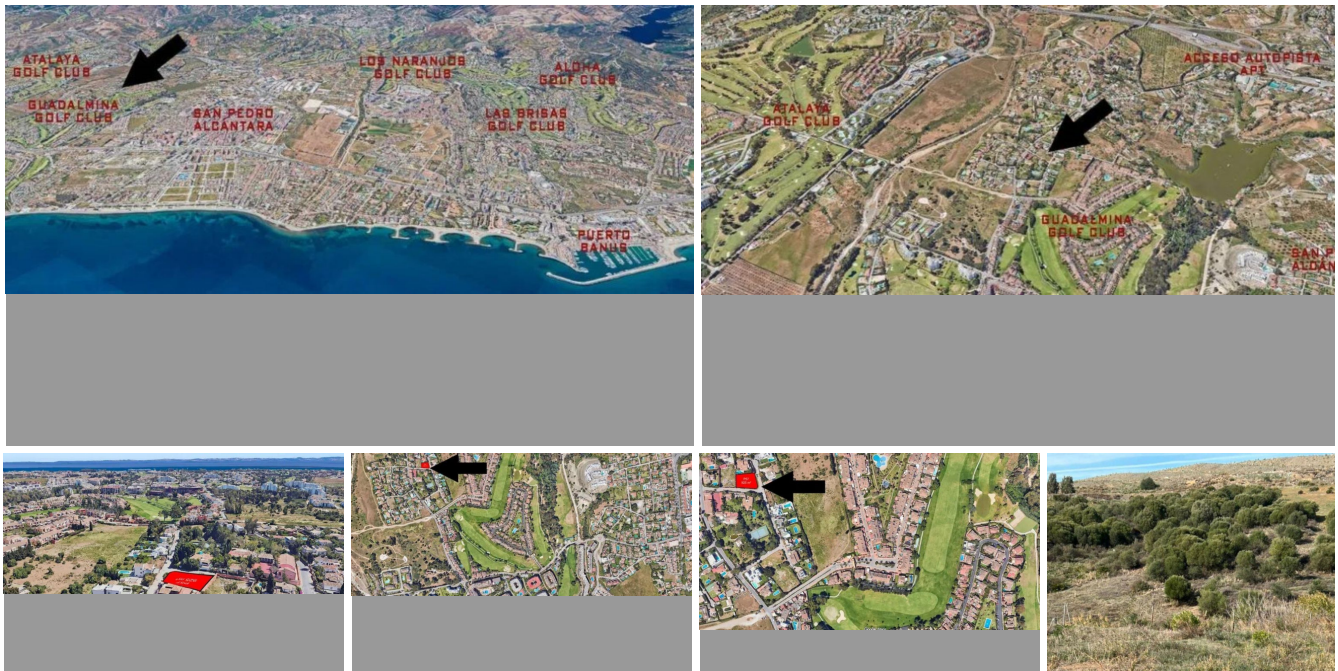 ATALAYA
GOLF CLUB
GUADALMINA
GOLF CLUB
SAN PEDRO
ALCANTARA
LOS NARANJOS
GOLF CLUB
ALOHA
GOLF CLUB
LAS BRISAS
GOLF CLUB
PUERTO
BANUS
ATALAYA
GOLF CLUB
ACCESO AUTOPISTA
AP7
GUADALMINA
GOLF CLUB
SAN P